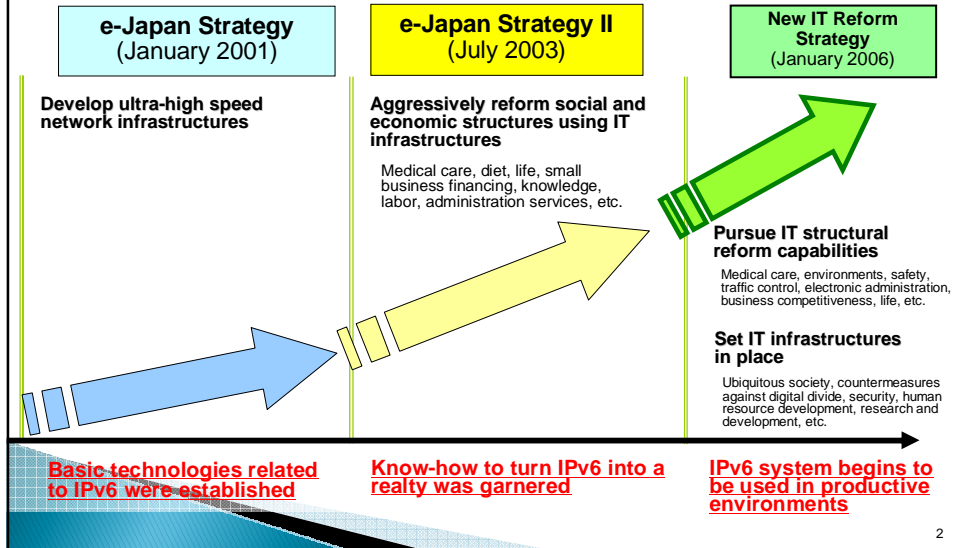 e-Japan Strategy
(January 2001)
e-Japan Strategy II
(July 2003)
New IT Reform
Strategy
(January 2006)
Develop ultra-high speed
network infrastructures
Aggressively reform social and
economic structures using IT
infrastructures
Medical care, diet, life, small
business financing, knowledge,
labor, administration services, etc.
Pursue IT structural
reform capabilities
Medical care, environments, safety,
traffic control, electronic administration,
business competitiveness, life, etc.
Set IT infrastructures
in place
Ubiquitous society, countermeasures
against digital divide, security, human
resource development, research and
development, etc.
Basic technologies related
to IPv6 were established
Know-how to turn IPv6 into a
realty was garnered
IPv6 system begins to
be used in productive
environments
2